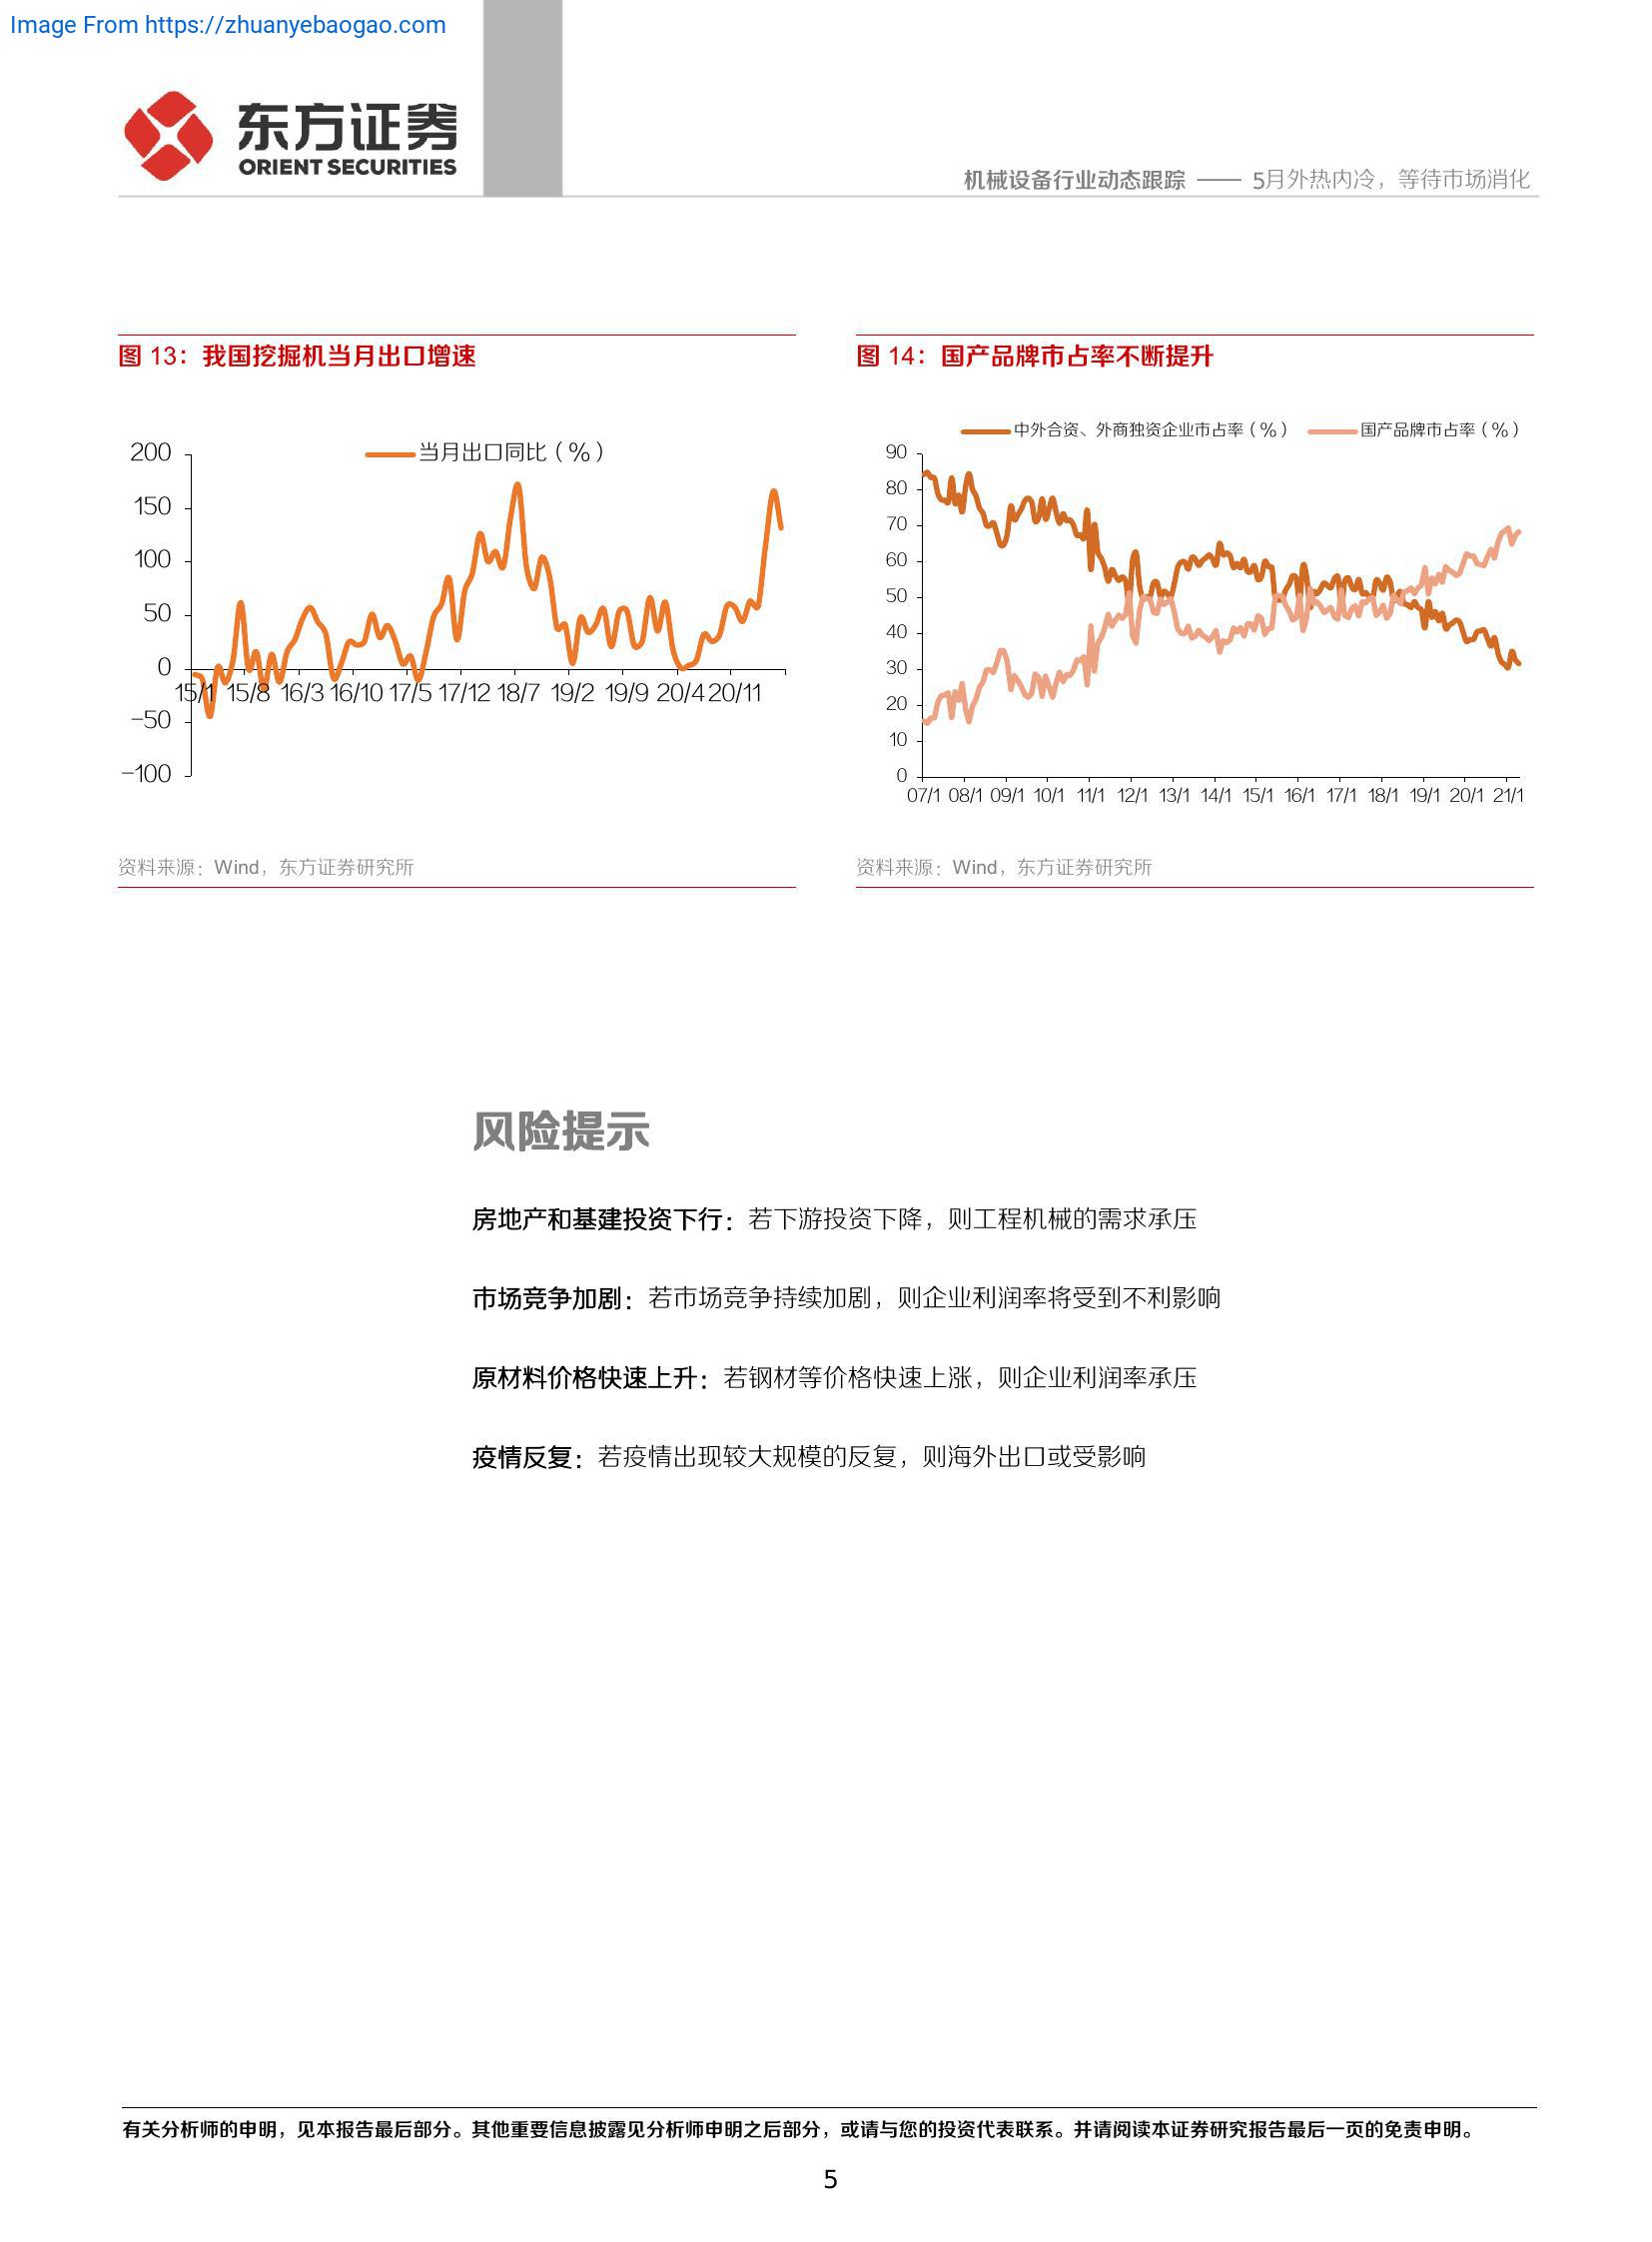 Image From https://zhuanyebaogao.com
东方证券
ORIENT SECURITIES
机械设备行业动态跟踪 —— 5月外热内冷，等待市场消化
图 13：我国挖掘机当月出口增速
当月出口同比（%）
200
150
100
50
0
-50
-100
15/1 15/8 16/3 16/10 17/5 17/12 18/7 19/2 19/9 20/4 20/11
资料来源：Wind，东方证券研究所
图 14：国产品牌市占率不断提升
中外合资、外商独资企业市占率（%） 国产品牌市占率（%）
90
80
70
60
50
40
30
20
10
0
07/1 08/1 09/1 10/1 11/1 12/1 13/1 14/1 15/1 16/1 17/1 18/1 19/1 20/1 21/1
资料来源：Wind，东方证券研究所
风险提示
房地产和基建投资下行：若下游投资下降，则工程机械的需求承压
市场竞争加剧：若市场竞争持续加剧，则企业利润率将受到不利影响
原材料价格快速上升：若钢材等价格快速上涨，则企业利润率承压
疫情反复：若疫情出现较大规模的反复，则海外出口或受影响
有关分析师的申明，见本报告最后部分。其他重要信息披露见分析师申明之后部分，或请与您的投资代表联系。并请阅读本证券研究报告最后一页的免责申明。
5